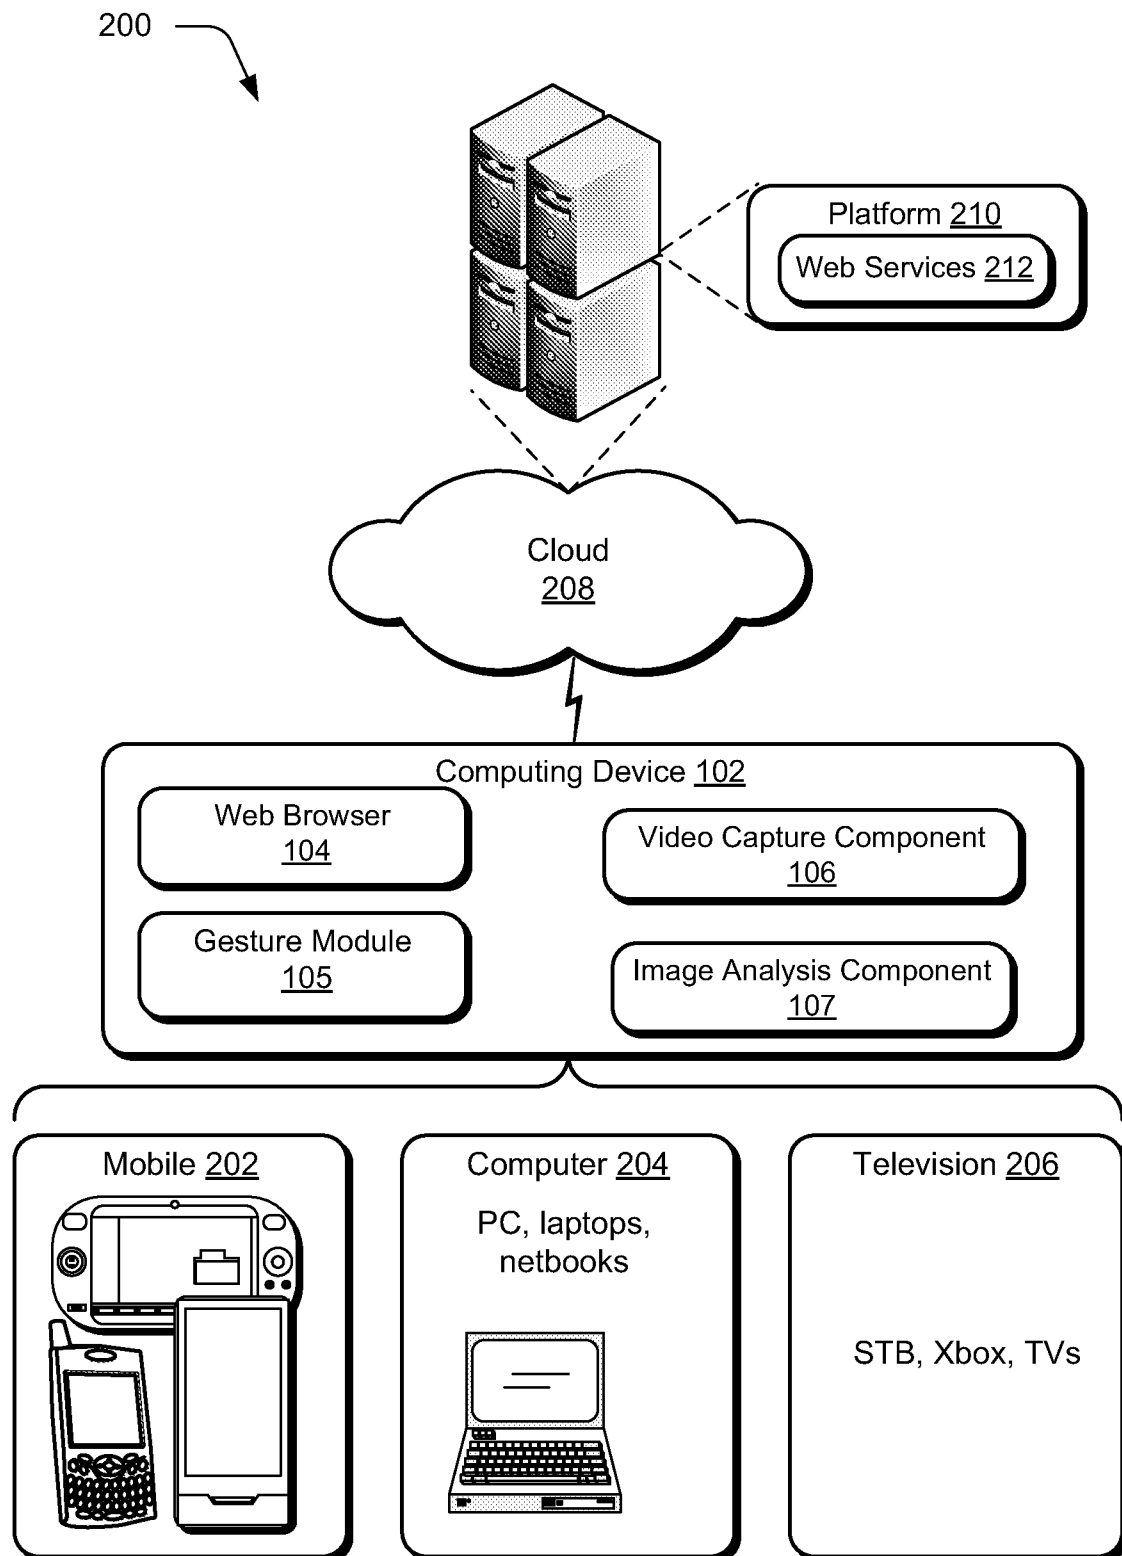 200
Platform 210
Web Services 212
Cloud
208
Computing Device 102
Web Browser
104
Video Capture Component
106
Gesture Module
105
Image Analysis Component
107
Mobile 202
Computer 204
PC, laptops,
netbooks
Television 206
STB, Xbox, TVs